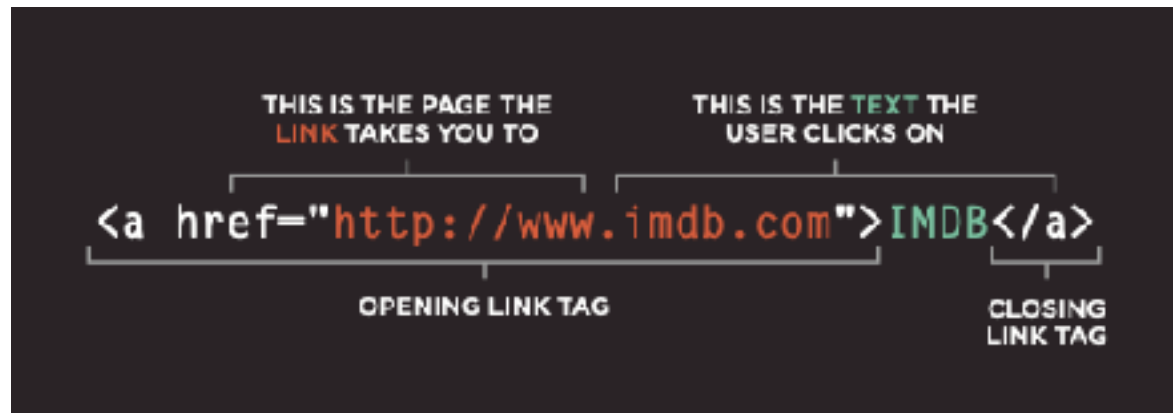 THIS IS THE PAGE THE
LINK TAKES YOU TO
THIS IS THE TEXT THE
USER CLICKS ON
<a href="http://www.imdb.com">IMDB</a>
OPENING LINK TAG
CLOSING
LINK TAG